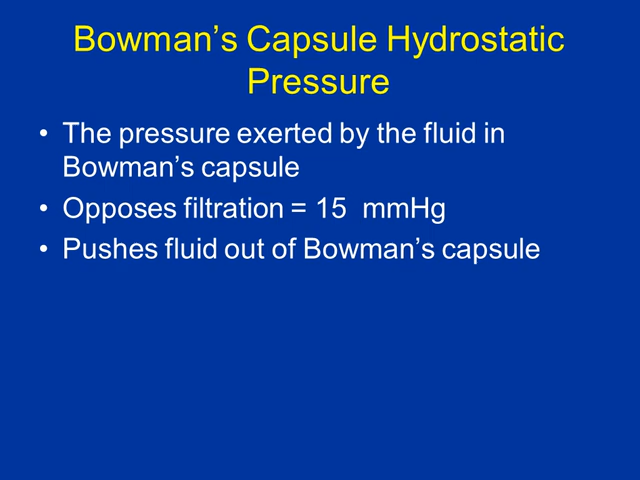 Bowman’s Capsule Hydrostatic
Pressure
• The pressure exerted by the fluid in
Bowman’s capsule
• Opposes filtration = 15  mmHg
• Pushes fluid out of Bowman’s capsule